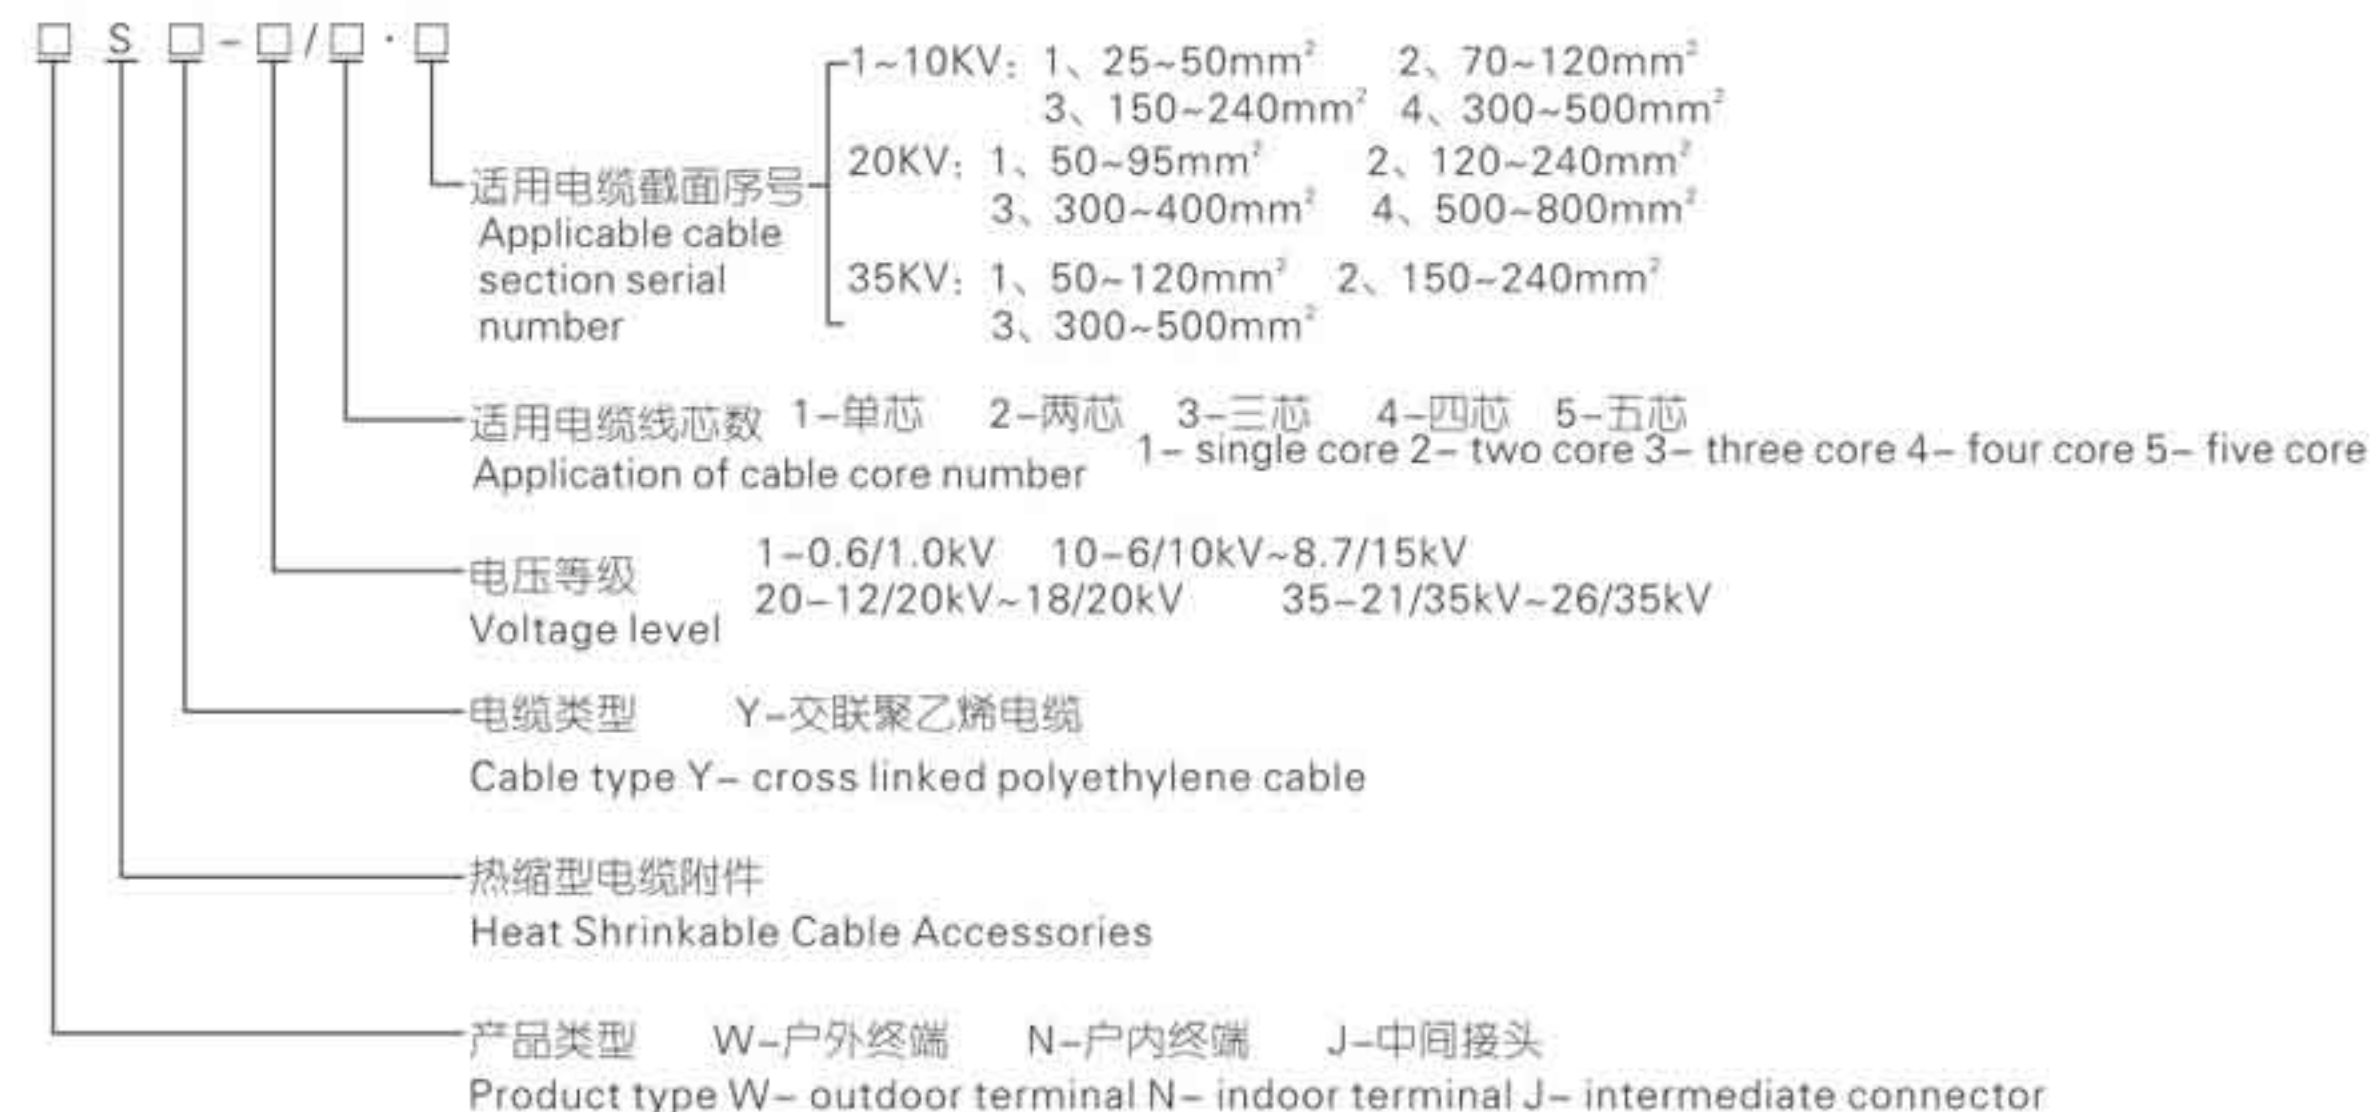 □ S □-□/□·□
1~10KV: 1、25~50mm² 2、70~120mm²
3、150~240mm² 4、300~500mm²
20KV: 1、50~95mm² 2、120~240mm²
适用电缆截面序号
3、300~400mm² 4、500~800mm²
Applicable cable
section serial
35KV: 1、50~120mm² 2、150~240mm²
number
3、300~500mm²
适用电缆线芯数 1-单芯 2-两芯 3-三芯 4-四芯 5-五芯
1- single core 2- two core 3- three core 4- four core 5- five core
Application of cable core number
1-0.6/1.0kV 10-6/10kV~8.7/15kV
电压等级
20-12/20kV~18/20kV 35-21/35kV~26/35kV
Voltage level
电缆类型 Y-交联聚乙烯电缆
Cable type Y- cross linked polyethylene cable
热缩型电缆附件
Heat Shrinkable Cable Accessories
产品类型 W-户外终端 N-户内终端 J-中间接头
Product type W- outdoor terminal N- indoor terminal J- intermediate connector